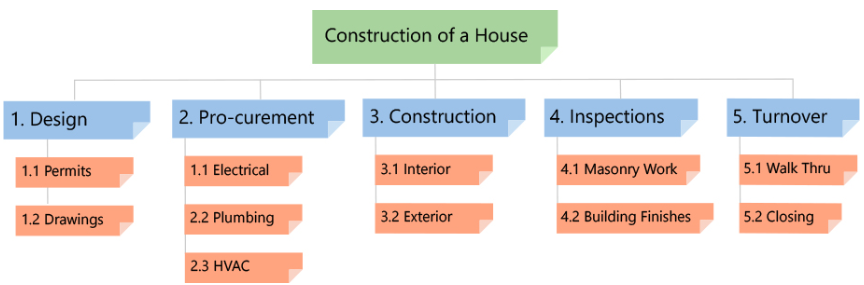 Construction of a House
1. Design
2. Pro-curement
3. Construction
4. Inspections
5. Turnover
1.1 Permits
1.1 Electrical
3.1 Interior
4.1 Masonry Work
5.1 Walk Thru
1.2 Drawings
2.2 Plumbing
3.2 Exterior
4.2 Building Finishes
5.2 Closing
2.3 HVAC